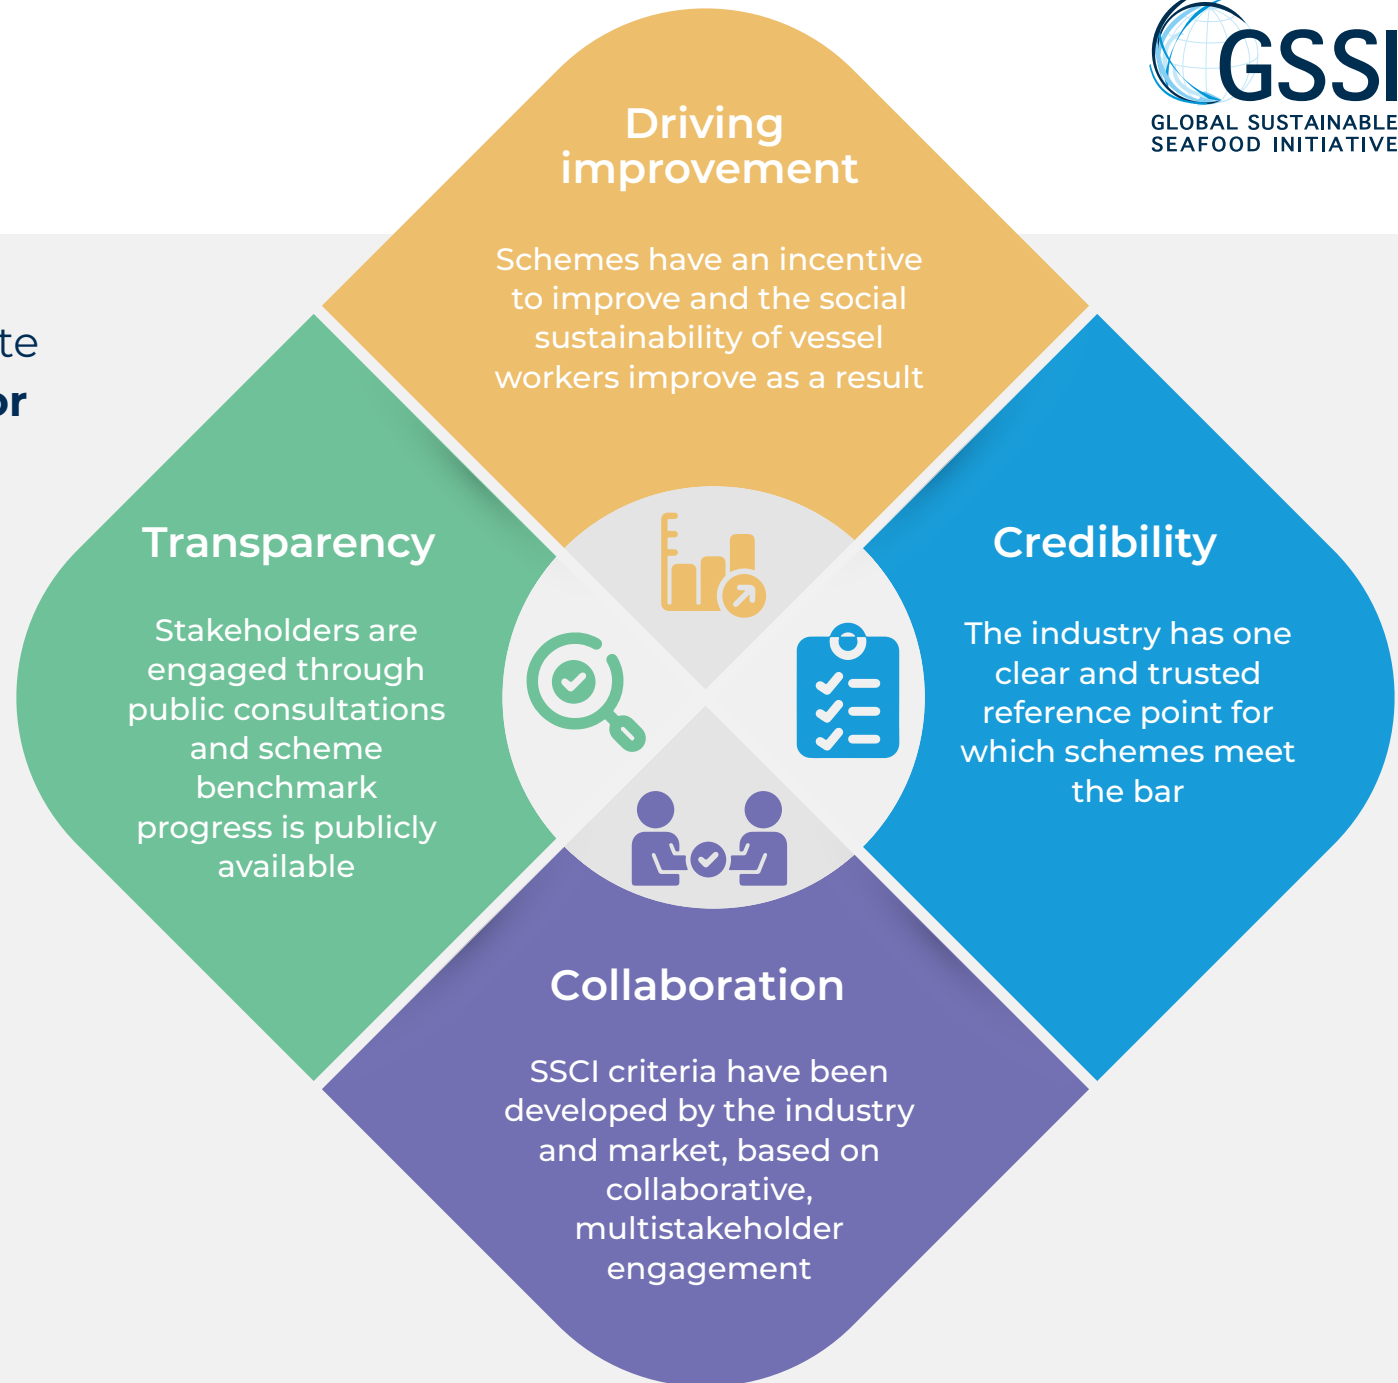 GSSI
GLOBAL SUSTAINABLE
SEAFOOD INITIATIVE
Driving
improvement
Schemes have an incentive
to improve and the social
sustainability of vessel
workers improve as a result
te
or
Transparency
Stakeholders are
engaged through
public consultations
and scheme
benchmark
progress is publicly
available
Credibility
The industry has one
clear and trusted
reference point for
which schemes meet
the bar
Collaboration
SSCI criteria have been
developed by the industry
and market, based on
collaborative,
multistakeholder
engagement